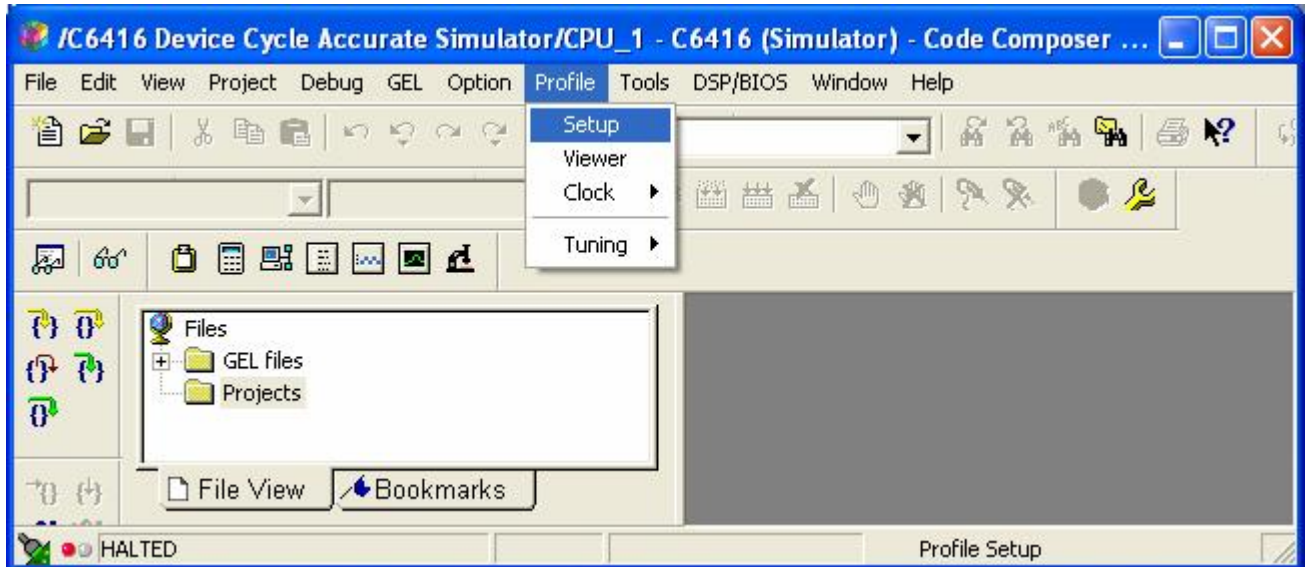 /C6416 Device Cycle Accurate Simulator/CPU_1 - C6416 (Simulator) - Code Composer ...
File Edit View Project Debug GEL Option Profile Tools DSP/BIOS Window Help
Setup
Viewer
Clock
Tuning
Files
GEL files
Projects
File View Bookmarks
HALTED Profile Setup